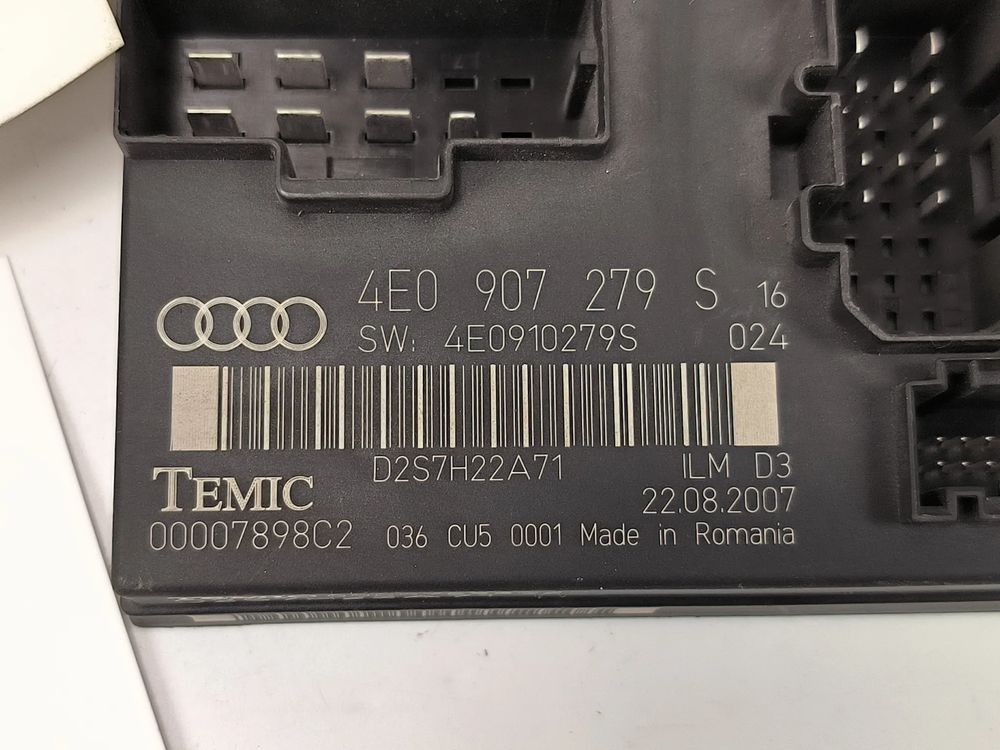 4E0 907 279 S 16
SW: 4E0910279S 024
D2S7H22A71 ILM D3
TEMIC 22.08.2007
00007898C2 036 CU5 0001 Made in Romania